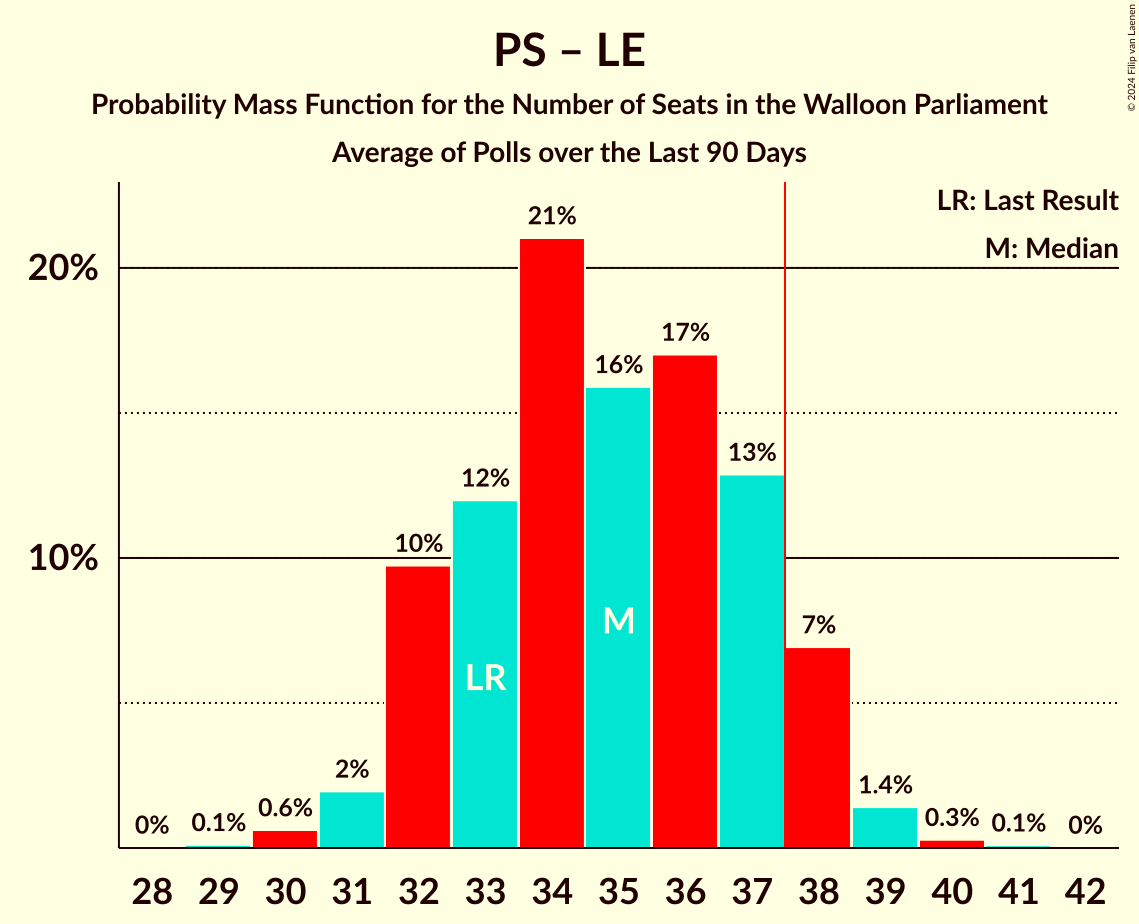 PS – LE
Probability Mass Function for the Number of Seats in the Walloon Parliament
Average of Polls over the Last 90 Days
© 2024 Filip van Laenen
LR: Last Result
M: Median
20%
10%
0%
0.1%
0.6%
2%
10%
12%
21%
16%
17%
13%
7%
1.4%
0.3%
0.1%
0%
LR
M
28 29 30 31 32 33 34 35 36 37 38 39 40 41 42